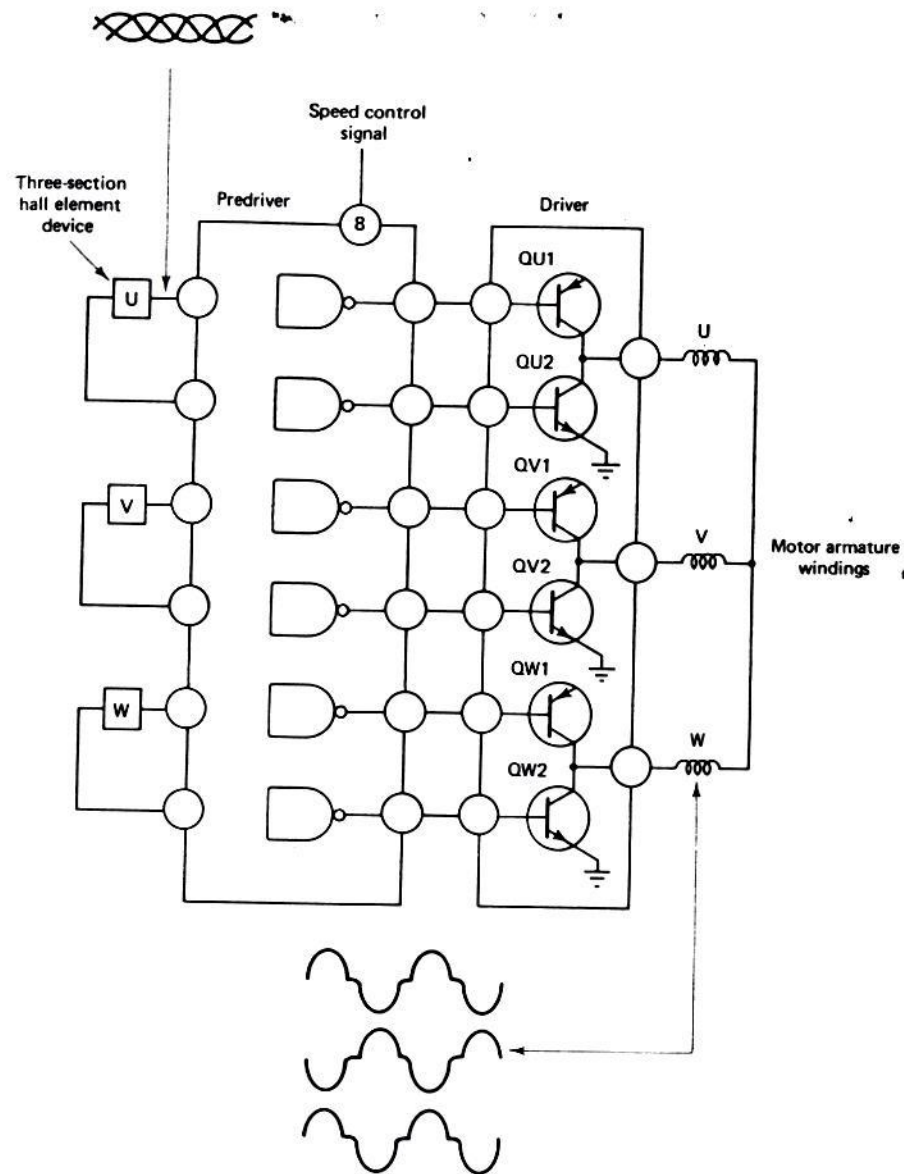 Speed control
signal
Three-section
hall element
device
Predriver
8
Driver
QU1
U
U
QU2
QV1
V
V
Motor armature
windings
QV2
QW1
W
W
QW2